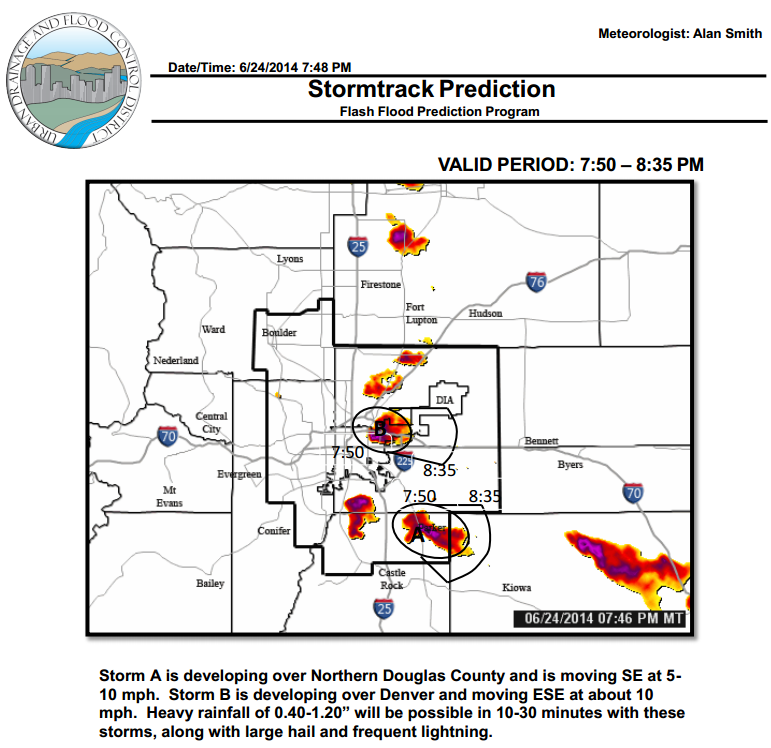 Meteorologist: Alan Smith
URBAN DRAINAGE AND FLOOD CONTROL DISTRICT
Date/Time: 6/24/2014 7:48 PM
Stormtrack Prediction
Flash Flood Prediction Program
VALID PERIOD: 7:50 – 8:35 PM
25
Lyons
76
Firestone
Fort
Lupton
Hudson
Ward
Boulder
Nederland
DIA
Central
City
B
70
7:50
Bennett
225
8:35
Byers
Evergreen
Mt
Evans
7:50
8:35
70
Conifer
A
Parker
Castle
Rock
Bailey
Kiowa
25
06/24/2014 07:46 PM MT
Storm A is developing over Northern Douglas County and is moving SE at 5-
10 mph.  Storm B is developing over Denver and moving ESE at about 10
mph.  Heavy rainfall of 0.40-1.20” will be possible in 10-30 minutes with these
storms, along with large hail and frequent lightning.